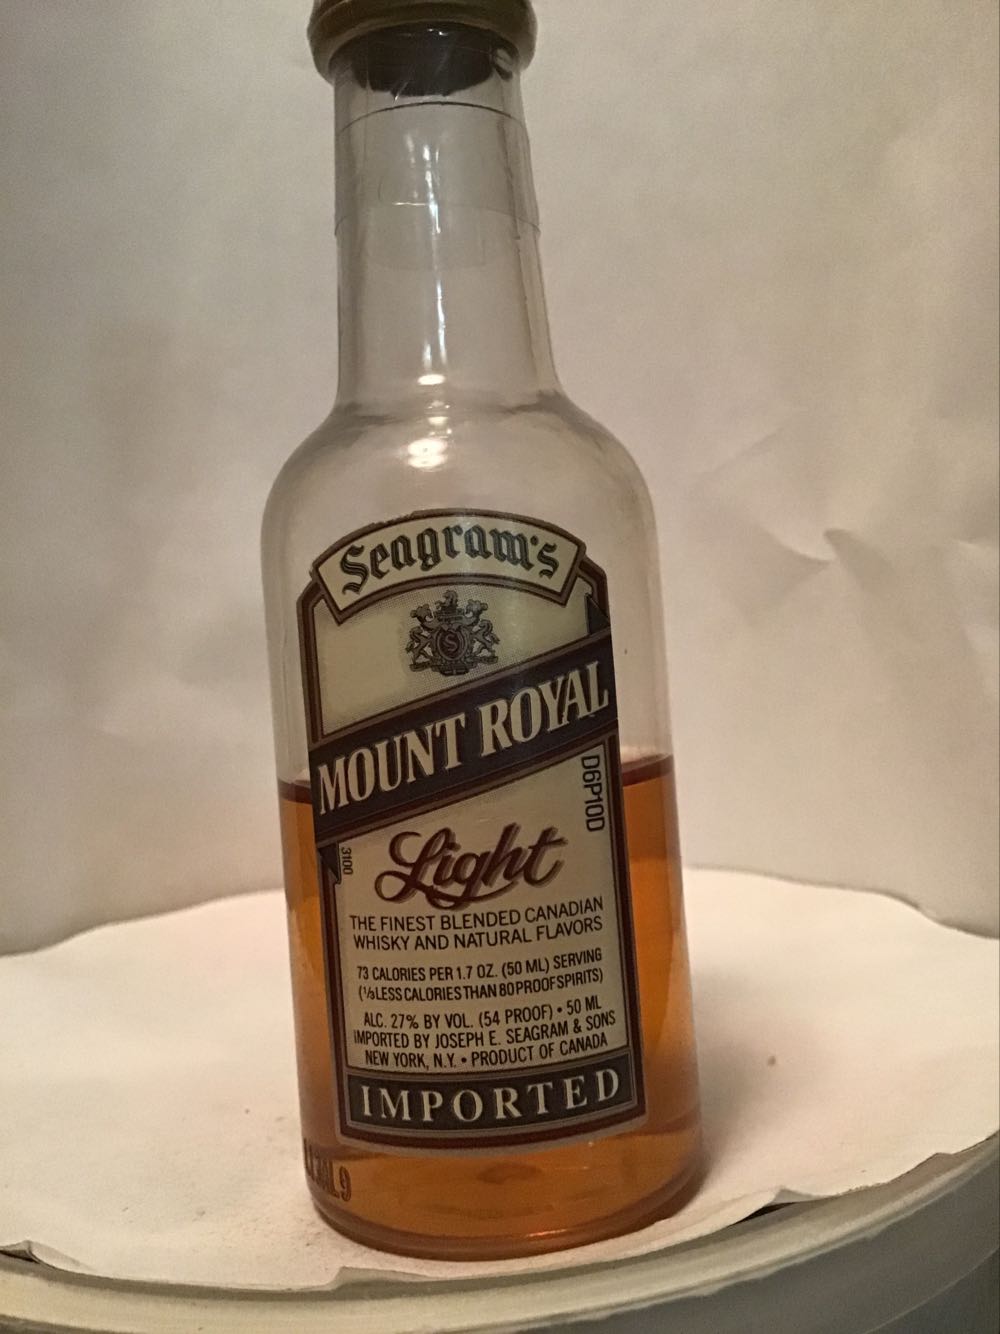 Seagram's
S
MOUNT ROYAL
D6P10D
3100
Light
THE FINEST BLENDED CANADIAN
WHISKY AND NATURAL FLAVORS
73 CALORIES PER 1.7 OZ. (50 ML) SERVING
(1/3 LESS CALORIES THAN 80 PROOF SPIRITS)
ALC. 27% BY VOL. (54 PROOF) • 50 ML
IMPORTED BY JOSEPH E. SEAGRAM & SONS
NEW YORK, N.Y. • PRODUCT OF CANADA
IMPORTED